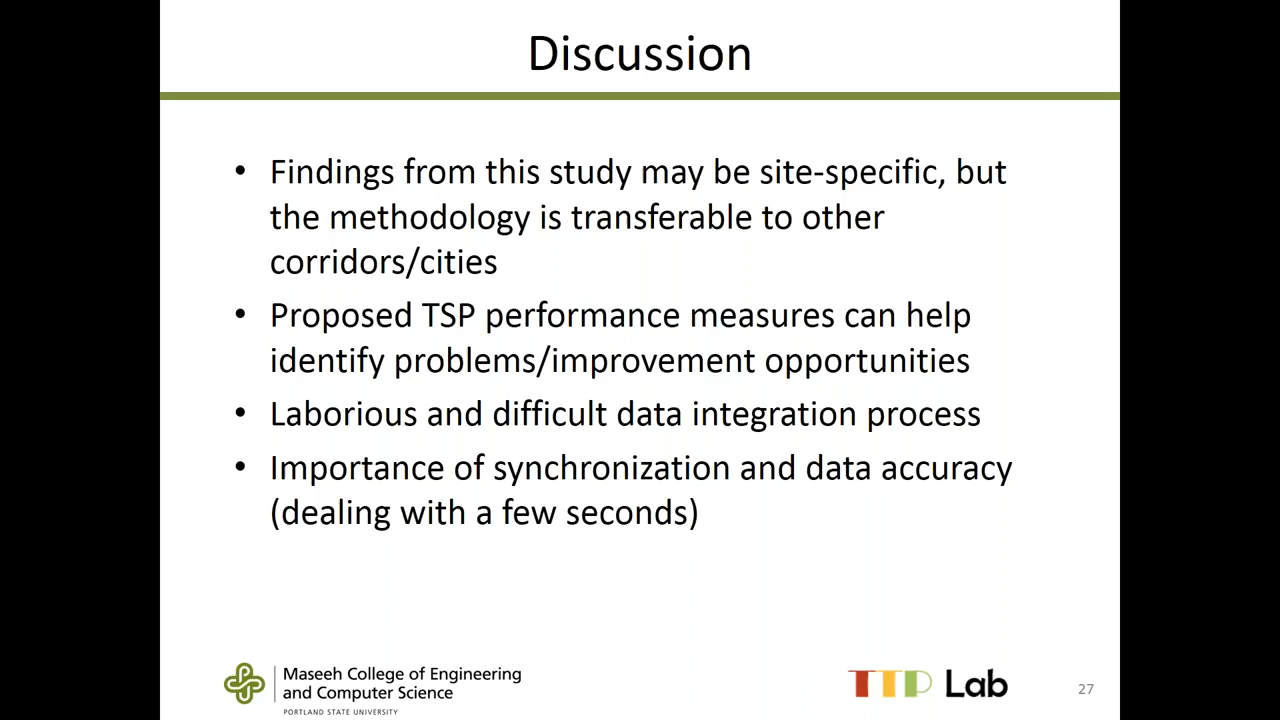 Discussion
• Findings from this study may be site-specific, but
the methodology is transferable to other
corridors/cities
• Proposed TSP performance measures can help
identify problems/improvement opportunities
• Laborious and difficult data integration process
• Importance of synchronization and data accuracy
(dealing with a few seconds)
Maseeh College of Engineering
and Computer Science
PORTLAND STATE UNIVERSITY
TTP Lab
27